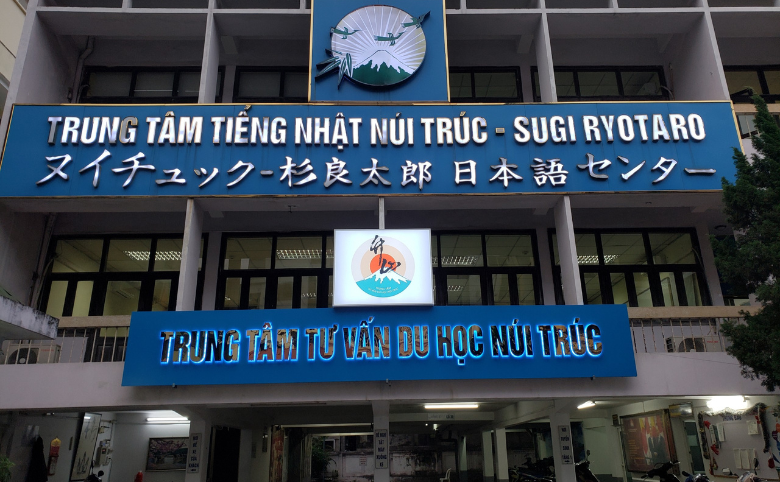 TRUNG TÂM TIẾNG NHẬT NÚI TRÚC - SUGI RYOTARO
ヌイチュック-杉良太郎 日本語センター
TRUNG TÂM TƯ VẤN DU HỌC NÚI TRÚC